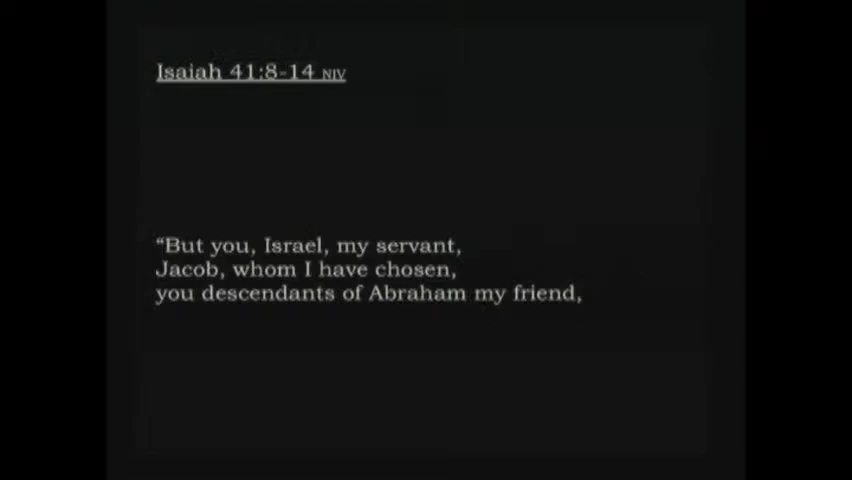 Isaiah 41:8-14 NIV
“But you, Israel, my servant,
Jacob, whom I have chosen,
you descendants of Abraham my friend,